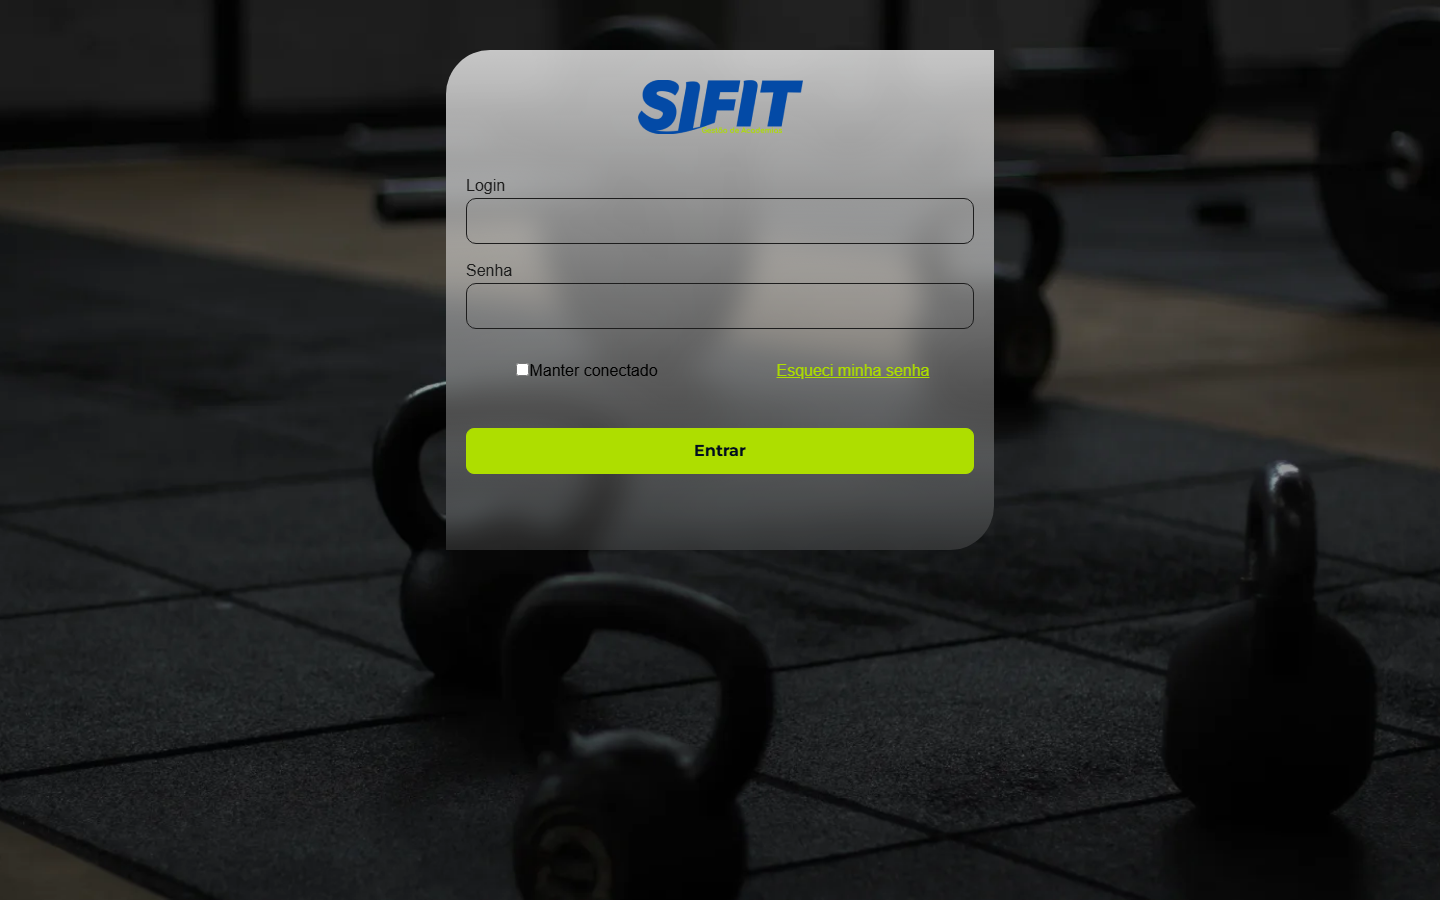 SIFIT
Login
Senha
Manter conectado
Esqueci minha senha
Entrar